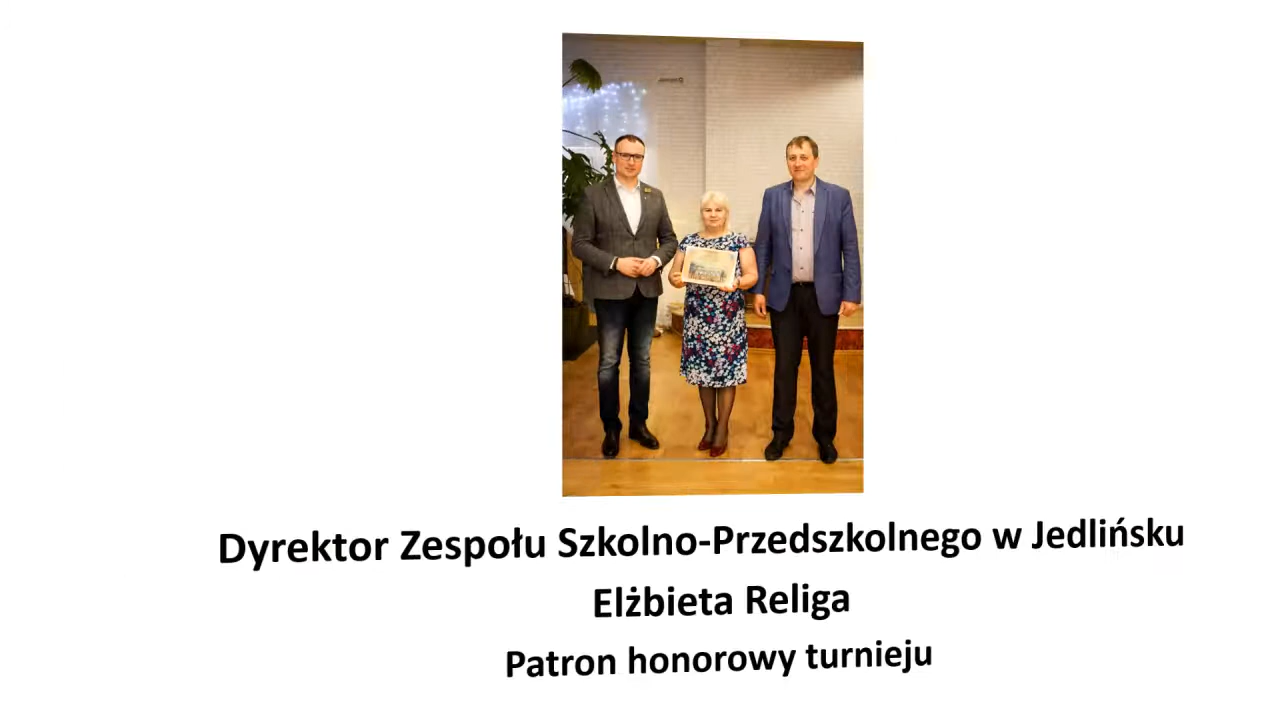 Dyrektor Zespołu Szkolno-Przedszkolnego w Jedlińsku
Elżbieta Religa
Patron honorowy turnieju